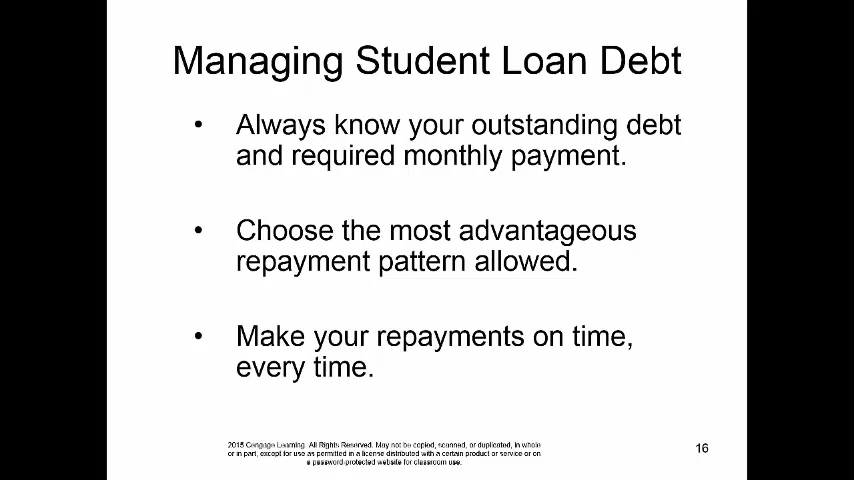 Managing Student Loan Debt
• Always know your outstanding debt
and required monthly payment.
• Choose the most advantageous
repayment pattern allowed.
• Make your repayments on time,
every time.
2015 Cengage Learning. All Rights Reserved. May not be copied, scanned, or duplicated, in whole
or in part, except for use as permitted in a license distributed with a certain product or service or on
a password-protected website for classroom use.
16